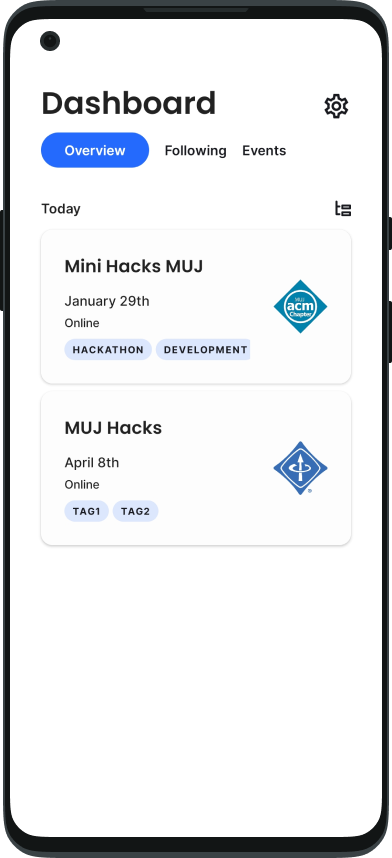 Dashboard
Overview Following Events
Today
Mini Hacks MUJ
January 29th
Online
HACKATHON DEVELOPMENT
MUJ
acm
Chapter
MUJ Hacks
April 8th
Online
TAG1 TAG2
®